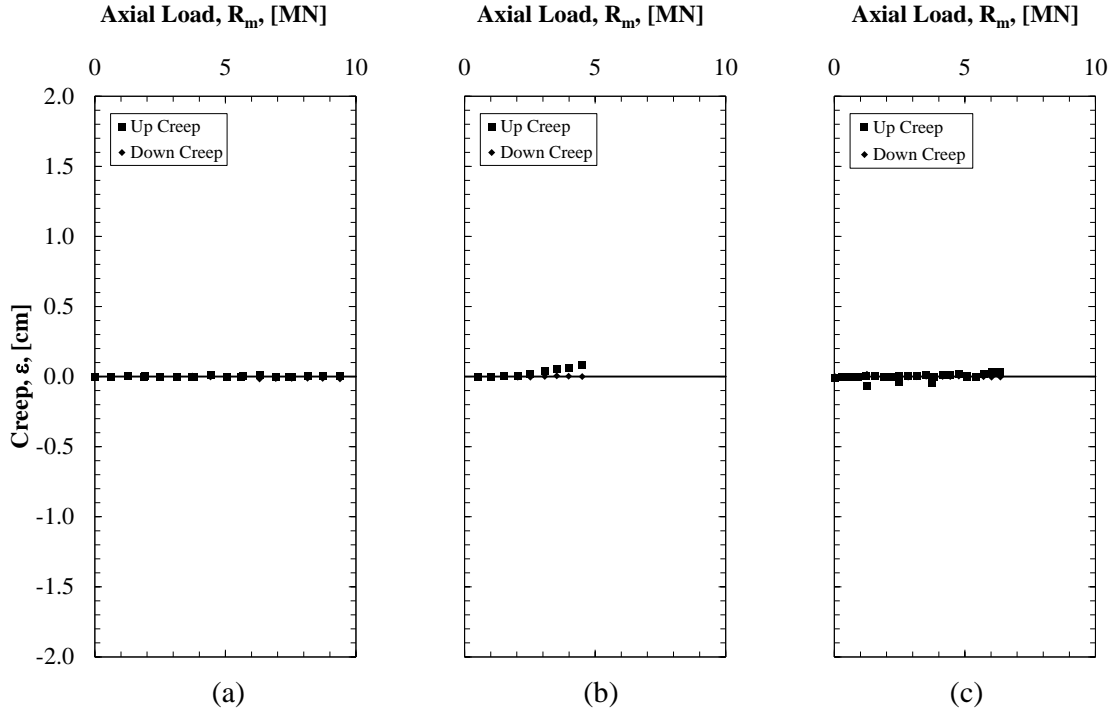 Axial Load, Rm, [MN] Axial Load, Rm, [MN] Axial Load, Rm, [MN]
0 5 10 0 5 10 0 5 10
2.0
Up Creep Up Creep Up Creep
Down Creep Down Creep Down Creep
1.5
1.0
0.5
Creep, ε, [cm]
0.0
-0.5
-1.0
-1.5
-2.0
(a) (b) (c)